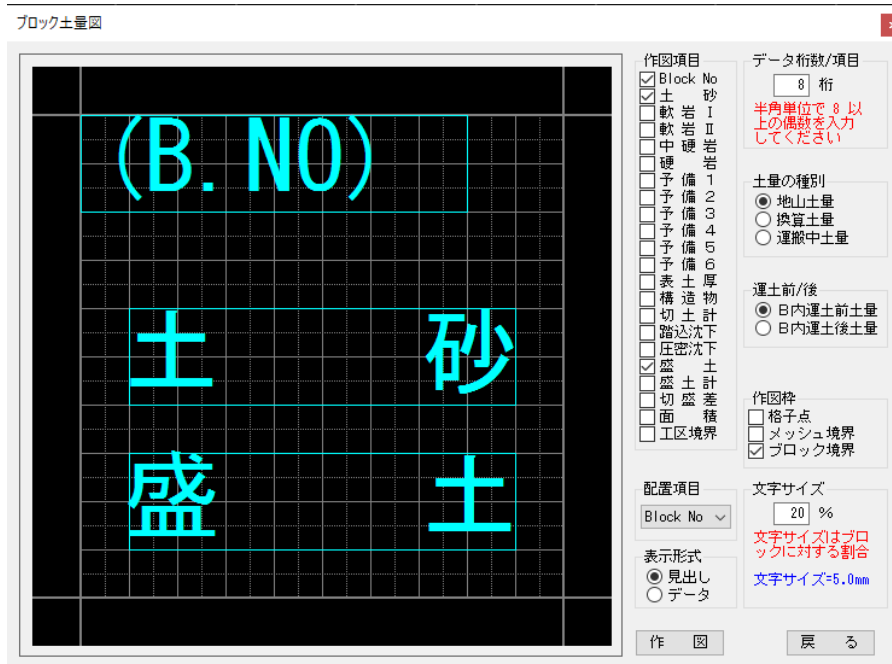 ブロック土量図
(B.NO)
土 砂
盛 土
作図項目
Block No
土 砂
軟 岩 Ⅰ
軟 岩 Ⅱ
中 硬 岩
硬 岩
予 備 1
予 備 2
予 備 3
予 備 4
予 備 5
予 備 6
表 土 厚
構 造 物
切 土 計
踏込沈下
圧密沈下
盛 土
盛 土 計
切 盛 差
面 積
工区境界
配置項目
Block No
表示形式
見出し
データ
作 図
データ桁数/項目
8 桁
半角単位で 8 以
上の偶数を入力
してください
土量の種別
地山土量
換算土量
運搬中土量
運土前/後
B内運土前土量
B内運土後土量
作図枠
格子点
メッシュ境界
ブロック境界
文字サイズ
20 %
文字サイズはブロ
ックに対する割合
文字サイズ=5.0mm
戻 る